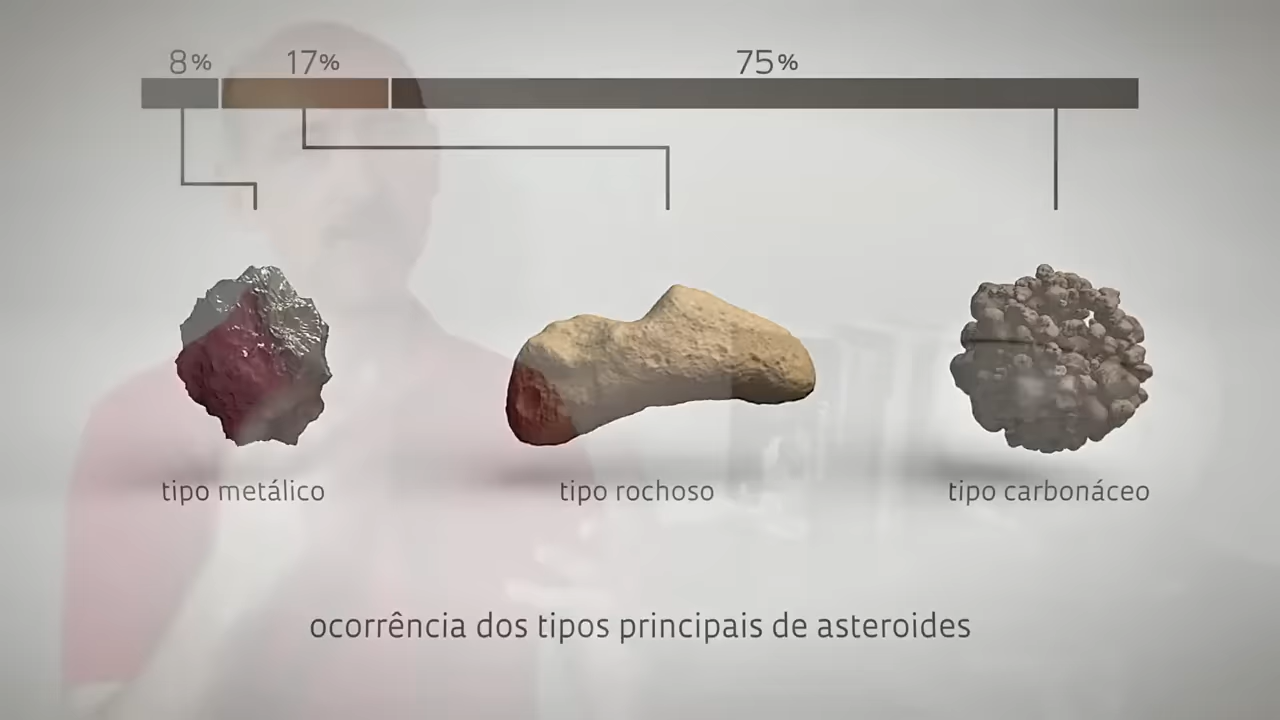 8% 17% 75%
tipo metálico tipo rochoso tipo carbonáceo
ocorrência dos tipos principais de asteroides